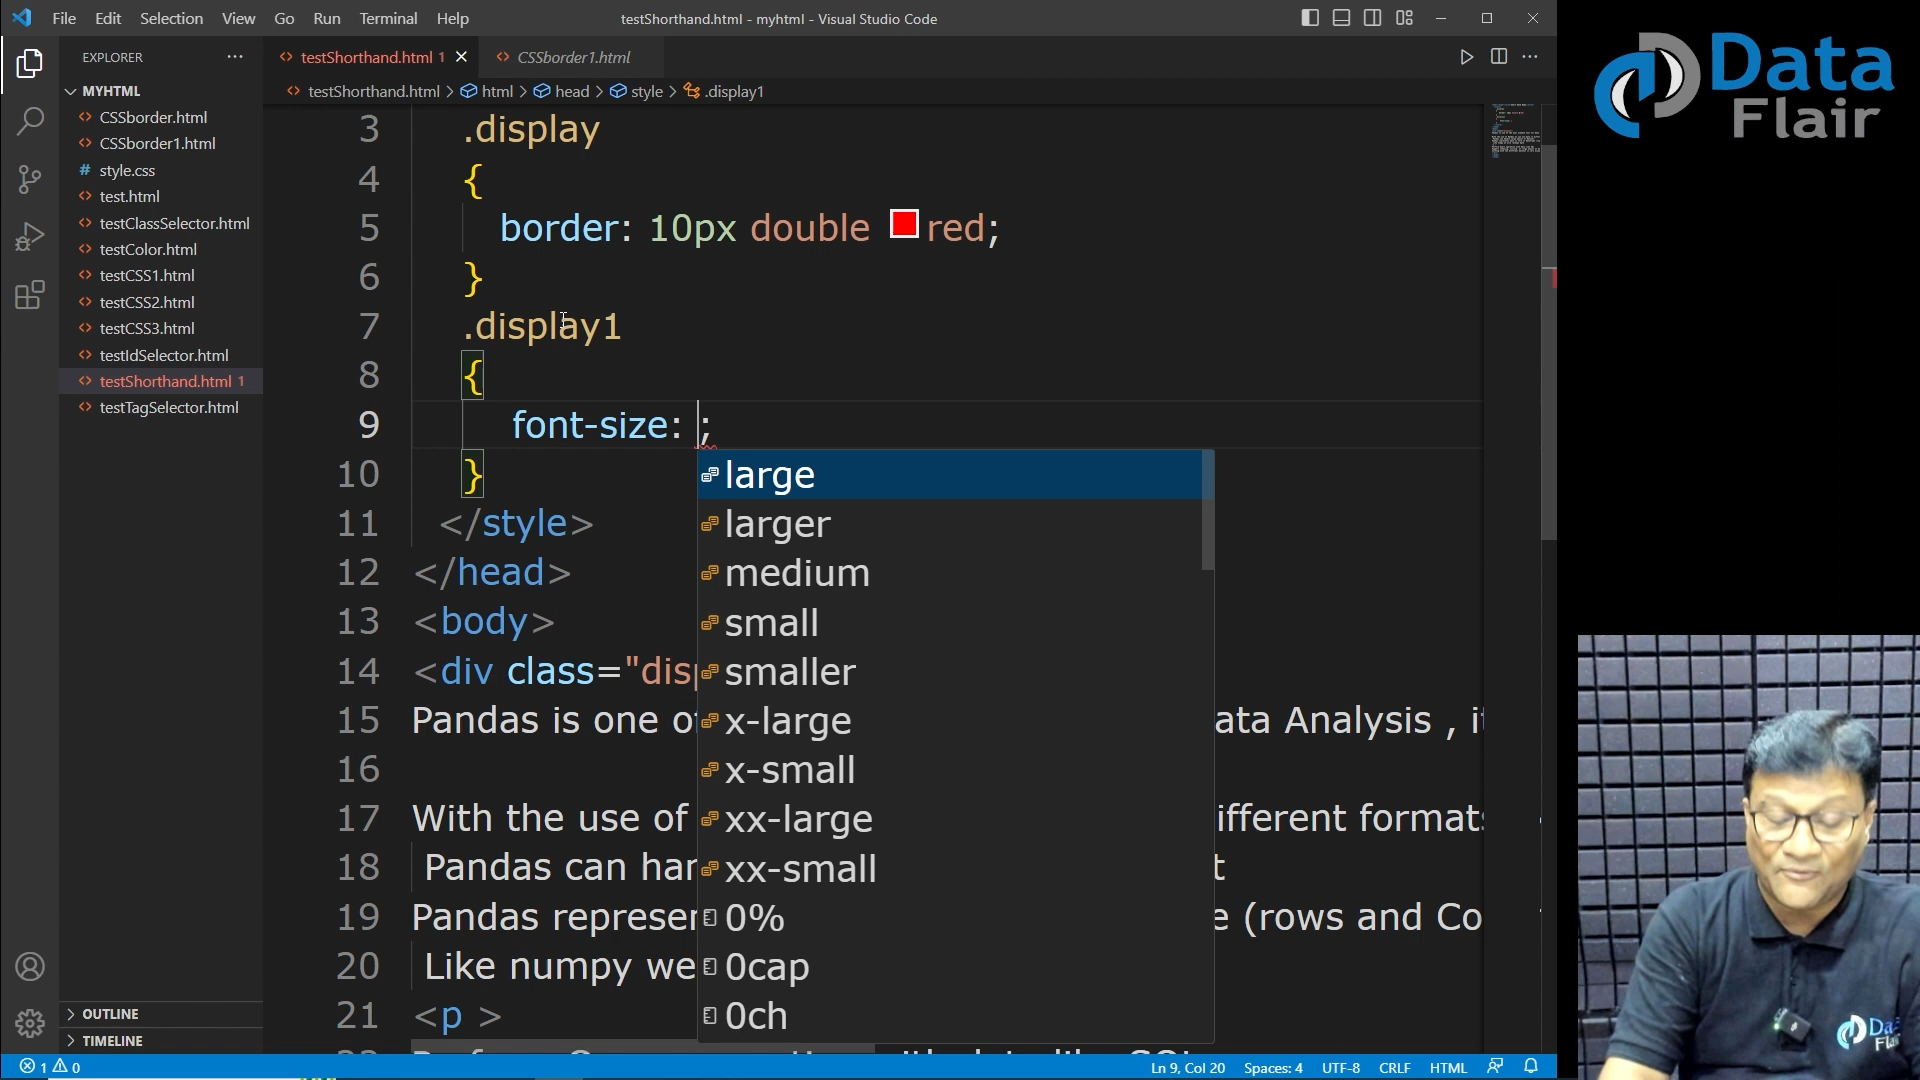 File Edit Selection View Go Run Terminal Help
testShorthand.html - myhtml - Visual Studio Code
EXPLORER
testShorthand.html 1
CSSborder1.html
MYHTML
testShorthand.html > html > head > style > .display1
CSSborder.html
CSSborder1.html
style.css
test.html
testClassSelector.html
testColor.html
testCSS1.html
testCSS2.html
testCSS3.html
testIdSelector.html
testShorthand.html 1
testTagSelector.html
OUTLINE
TIMELINE
3 .display
4 {
5 border: 10px double red;
6 }
7 .display1
8 {
9 font-size: ;
10 }
11 </style>
12 </head>
13 <body>
14 <div class="disp
15 Pandas is one of ata Analysis , it
16
17 With the use of ifferent formats
18 Pandas can han t
19 Pandas represen e (rows and Co
20 Like numpy we
21 <p >
large
larger
medium
small
smaller
x-large
x-small
xx-large
xx-small
0%
0cap
0ch
1 0
Ln 9, Col 20 Spaces: 4 UTF-8 CRLF HTML
Data
Flair